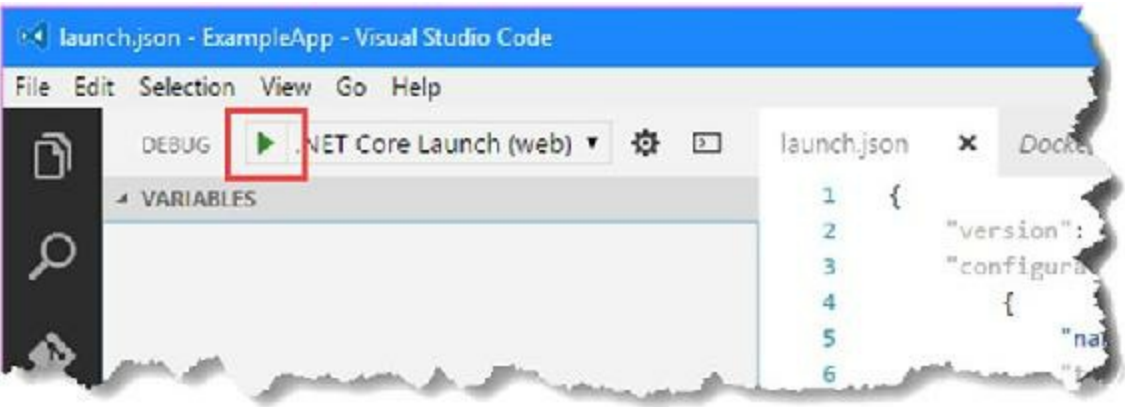 launch.json - ExampleApp - Visual Studio Code
File Edit Selection View Go Help
DEBUG .NET Core Launch (web)
launch.json
VARIABLES
1 {
2 "version":
3 "configura
4 {
5 "na
6